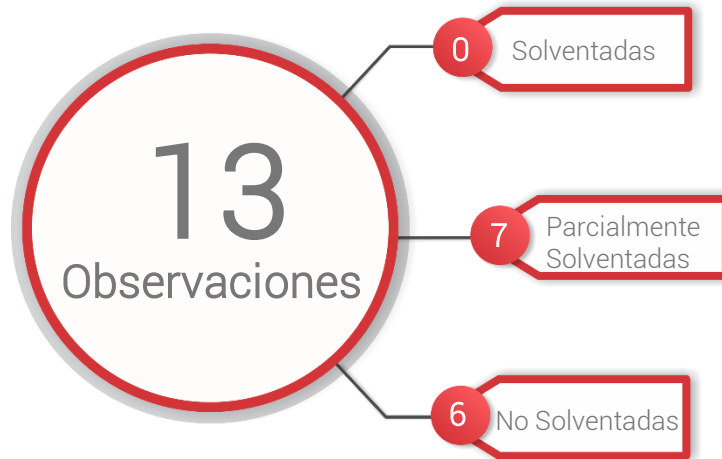 13
Observaciones
0
Solventadas
7
Parcialmente
Solventadas
6
No Solventadas